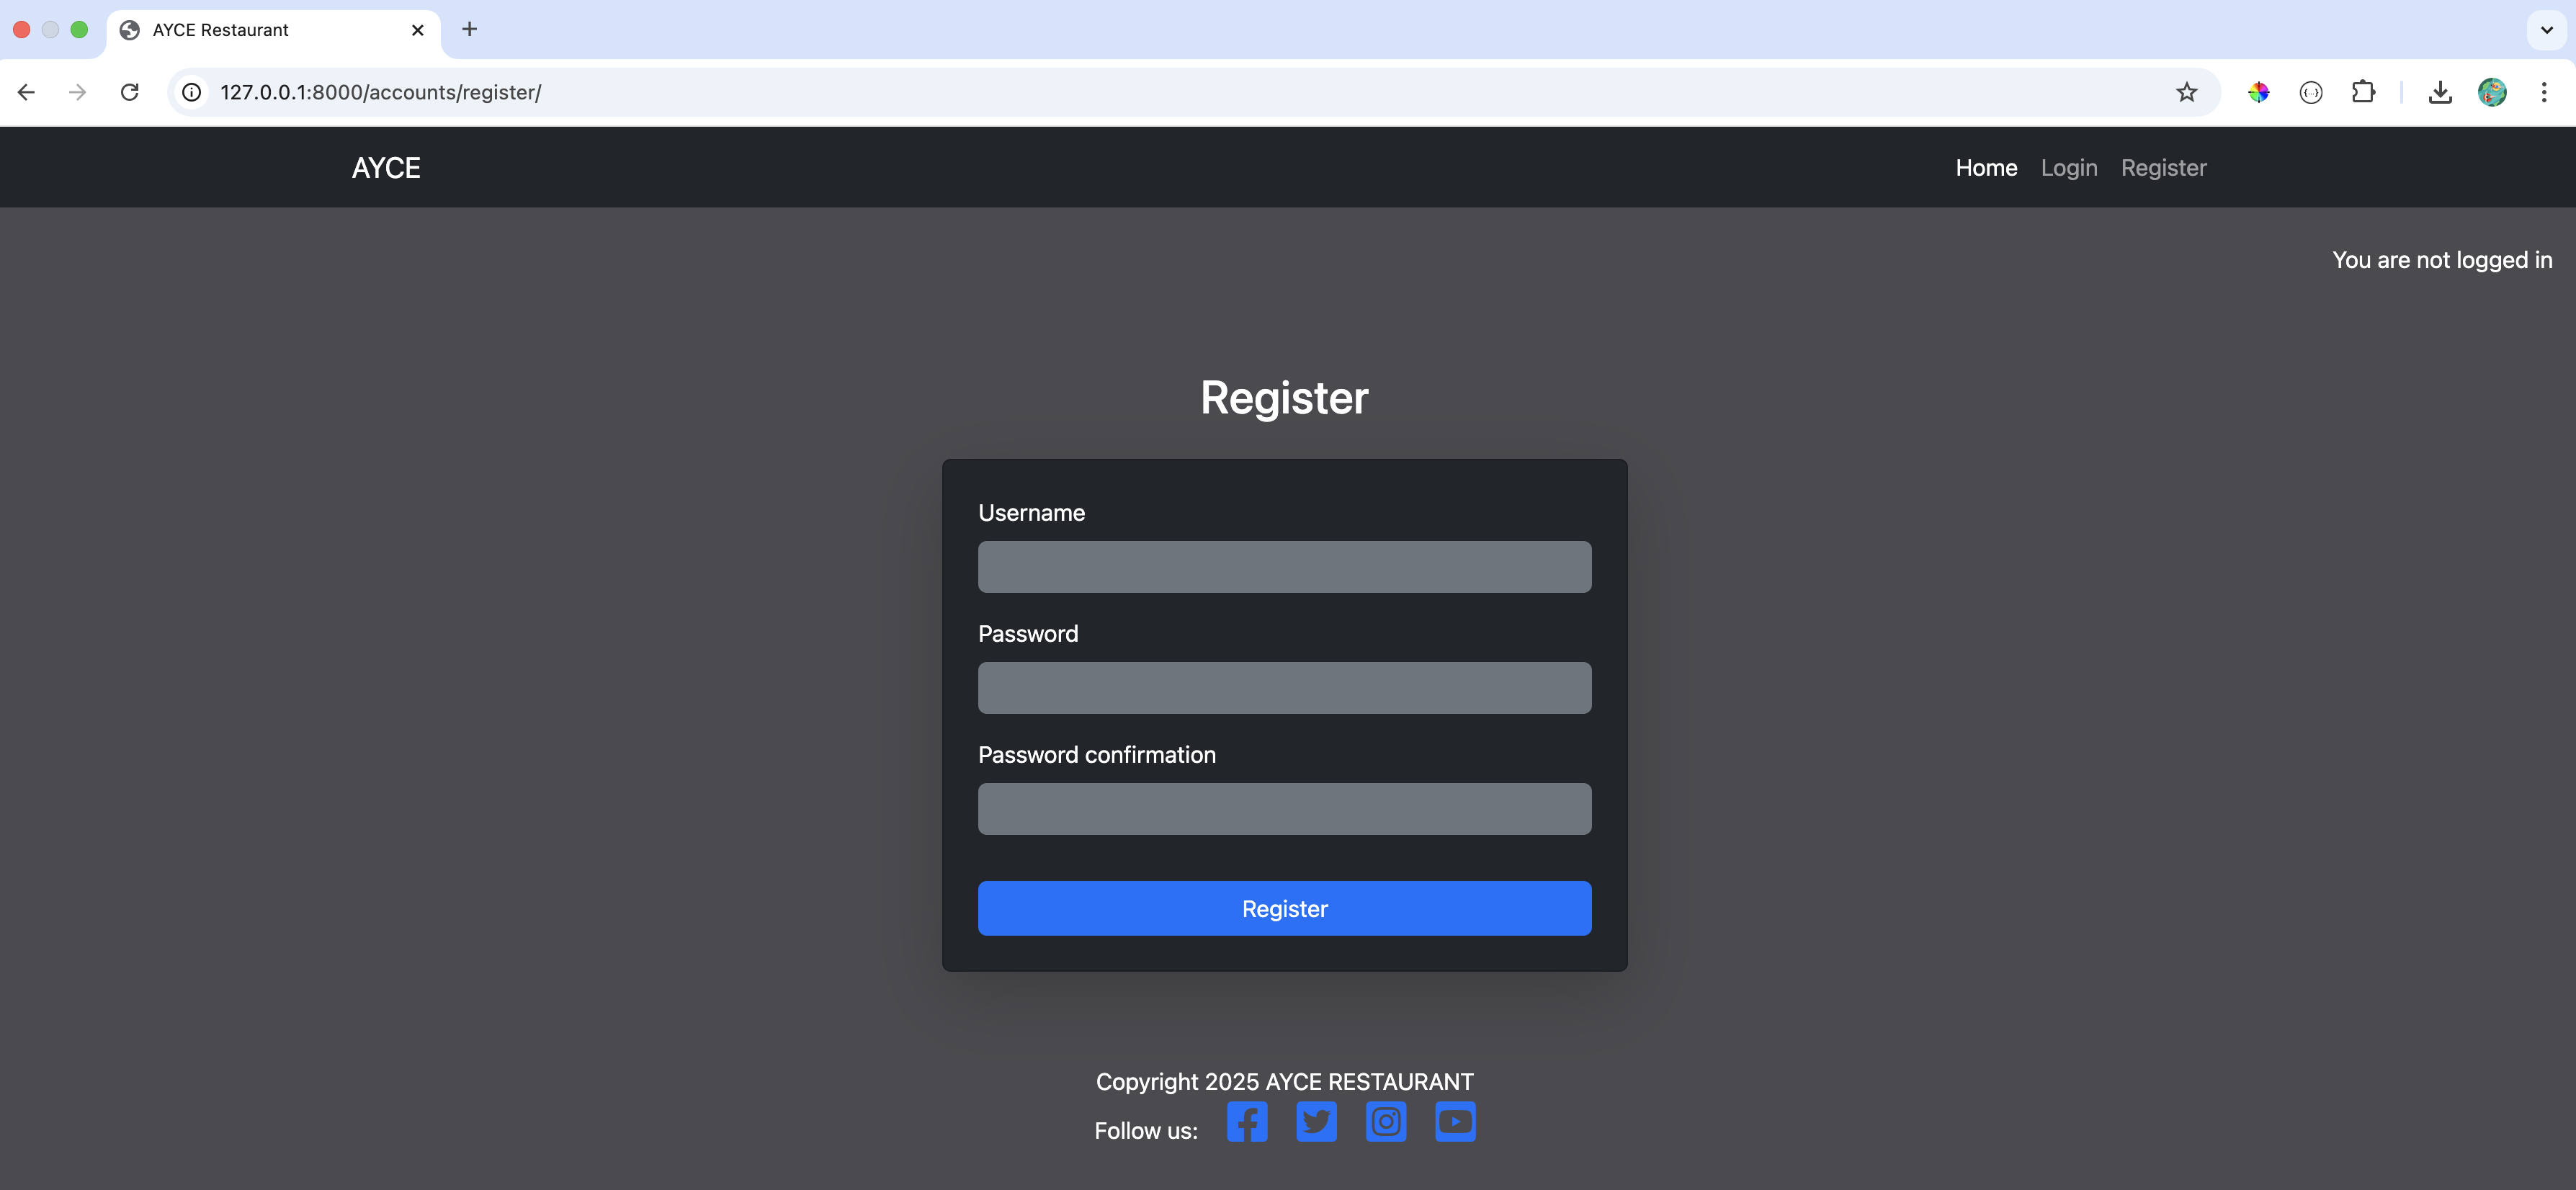 AYCE Restaurant
127.0.0.1:8000/accounts/register/
AYCE
Home Login Register
You are not logged in
Register
Username
Password
Password confirmation
Register
Copyright 2025 AYCE RESTAURANT
Follow us: